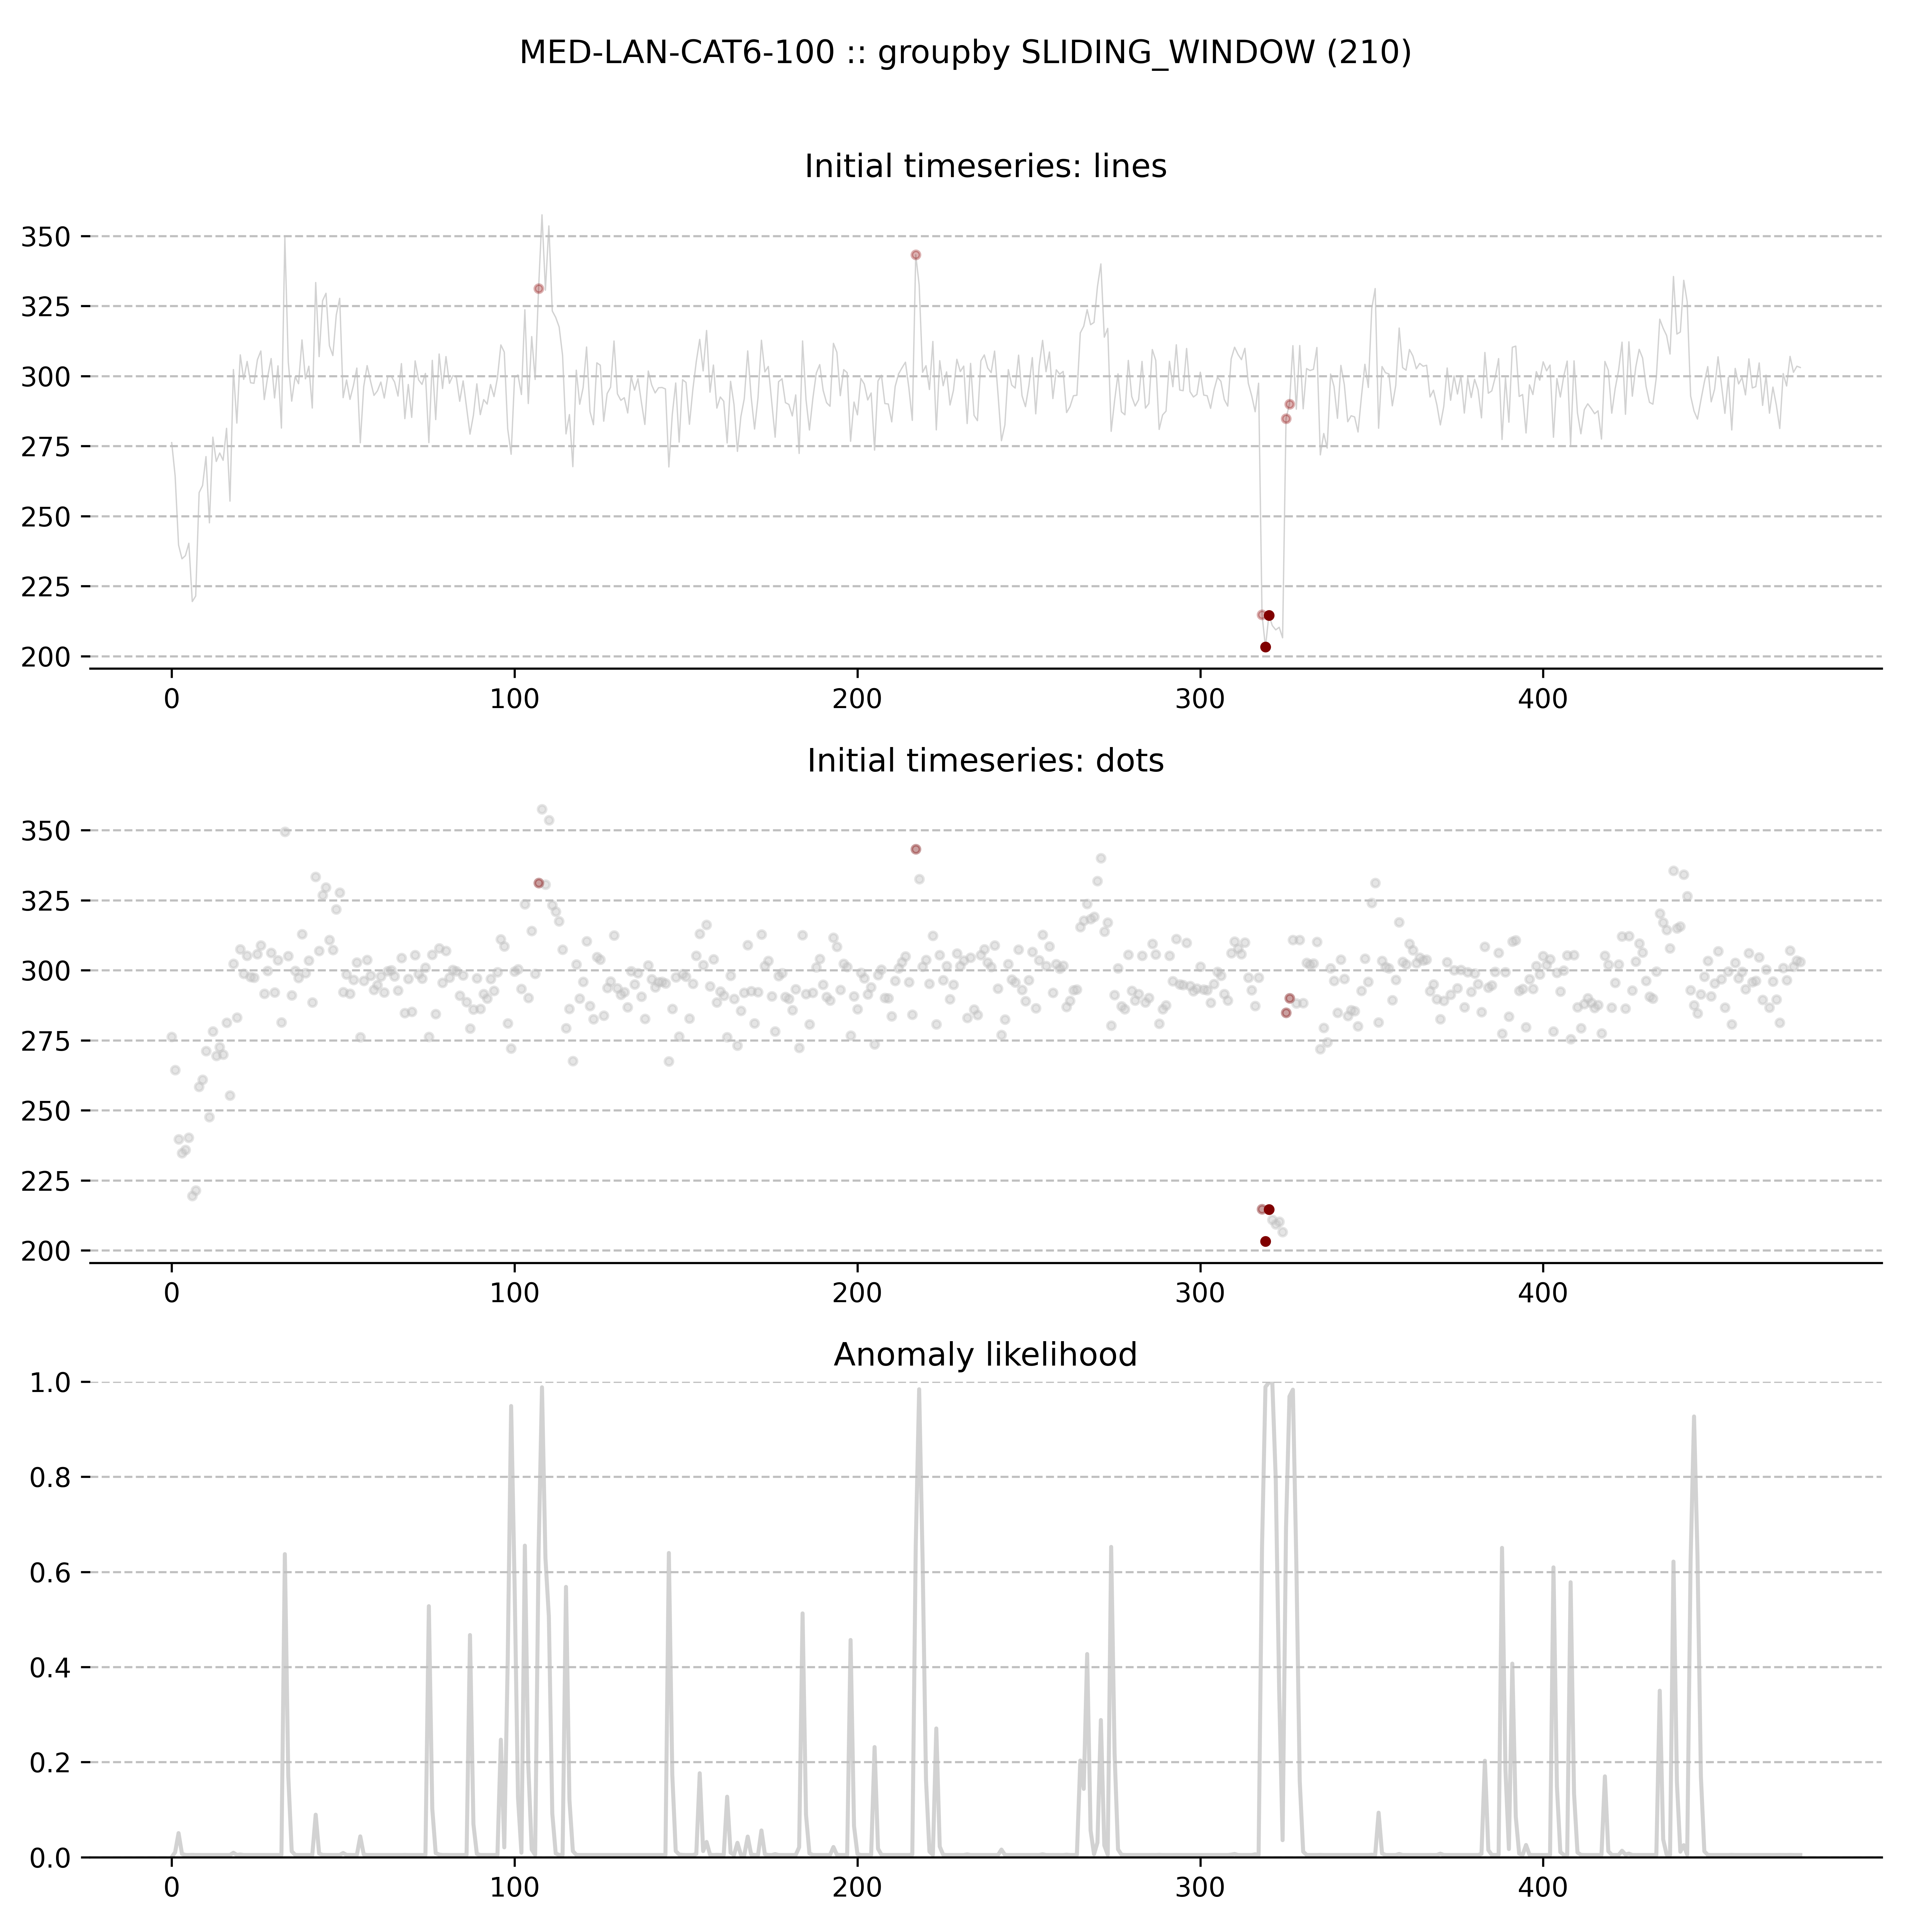 MED-LAN-CAT6-100 :: groupby SLIDING_WINDOW (210)
Initial timeseries: lines
350
325
300
275
250
225
200
0 100 200 300 400
Initial timeseries: dots
350
325
300
275
250
225
200
0 100 200 300 400
Anomaly likelihood
1.0
0.8
0.6
0.4
0.2
0.0
0 100 200 300 400